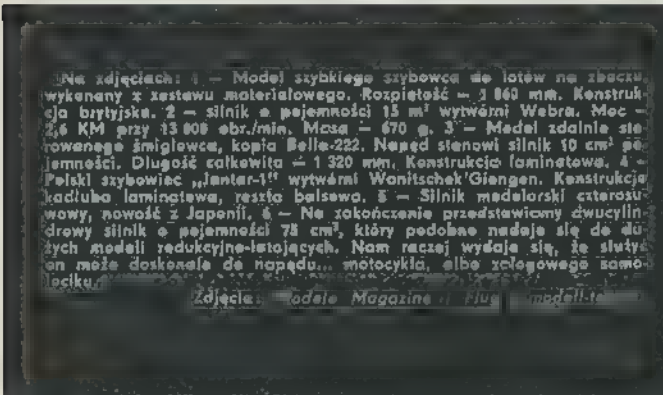 Na zdjęciach: 1 — Model szybkiego szybowca do lotów na zboczu,
wykonany z zestawu materiałowego. Rozpiętość — 1 860 mm. Konstruk-
cja brytyjska. 2 — silnik o pojemności 15 m³ wytwórni Webra. Moc —
2,6 KM przy 13 000 obr./min. Masa — 670 g. 3 — Model zdalnie ste-
rowanego śmigłowca, kopia Bella-222. Napęd stanowi silnik 10 cm³ po-
jemności. Długość całkowita — 1 320 mm. Konstrukcja laminatowa. 4 —
Polski szybowiec „Jantar-1" wytwórni Wanitschek'Giengen. Konstrukcja
kadłuba laminatowa, reszta balsowa. 5 — Silnik modelarski czterosu-
wowy, nowość z Japonii. 6 — Na zakończenie przedstawiamy dwucylin-
drowy silnik o pojemności 75 cm³, który podobno nadaje się do du-
żych modeli redukcyjno-latających. Nam raczej wydaje się, że służyć
on może doskonale do napędu... motocykla, albo załogowego samo-
lociku.
Zdjęcia: Modele Magazine i